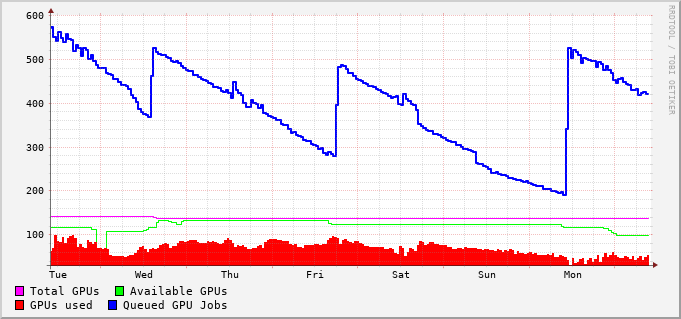 600
500
400
300
200
100
Tue Wed Thu Fri Sat Sun Mon
Total GPUs Available GPUs
GPUs used Queued GPU Jobs
RRDTOOL / TOBI OETIKER